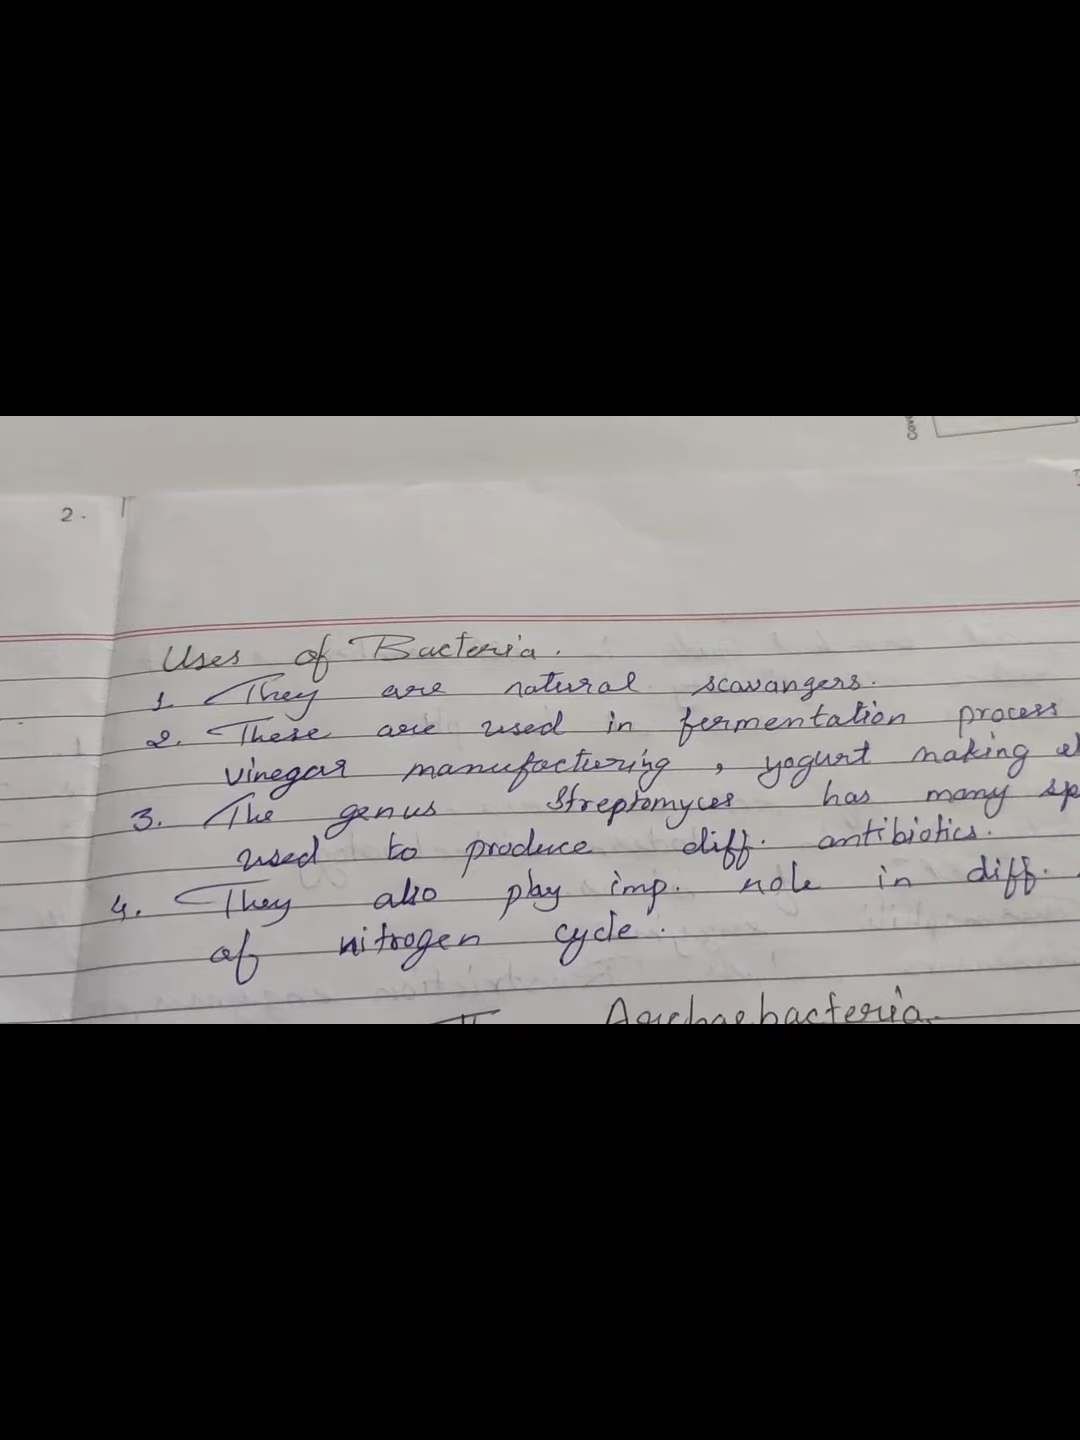 2.
Uses of Bacteria.
1. They are natural scavangers.
2. These are used in fermentation process
vinegar manufacturing, yogurt making
3. The genus Streptomyces has many
used to produce diff. antibiotics.
4. They also play imp. role in diff.
of nitrogen cycle.
Archaebacteria.